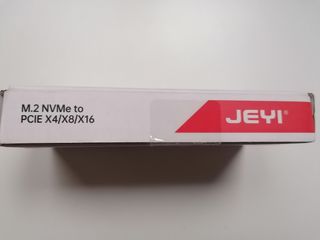 M.2 NVMe to
PCIE X4/X8/X16
JEYI®